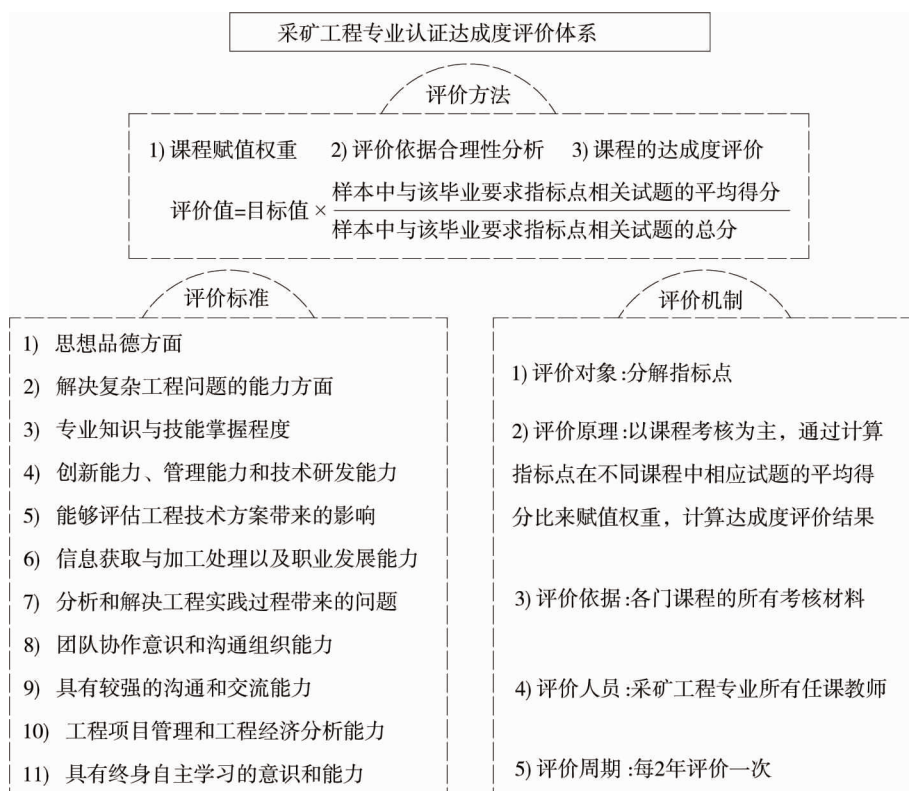 采矿工程专业认证达成度评价体系
评价方法
1) 课程赋值权重 2) 评价依据合理性分析 3) 课程的达成度评价
评价值=目标值×
样本中与该毕业要求指标点相关试题的平均得分
样本中与该毕业要求指标点相关试题的总分
评价标准
1) 思想品德方面
2) 解决复杂工程问题的能力方面
3) 专业知识与技能掌握程度
4) 创新能力、管理能力和技术研发能力
5) 能够评估工程技术方案带来的影响
6) 信息获取与加工处理以及职业发展能力
7) 分析和解决工程实践过程带来的问题
8) 团队协作意识和沟通组织能力
9) 具有较强的沟通和交流能力
10) 工程项目管理和工程经济分析能力
11) 具有终身自主学习的意识和能力
评价机制
1) 评价对象:分解指标点
2) 评价原理:以课程考核为主，通过计算
指标点在不同课程中相应试题的平均得
分比来赋值权重，计算达成度评价结果
3) 评价依据:各门课程的所有考核材料
4) 评价人员:采矿工程专业所有任课教师
5) 评价周期:每2年评价一次